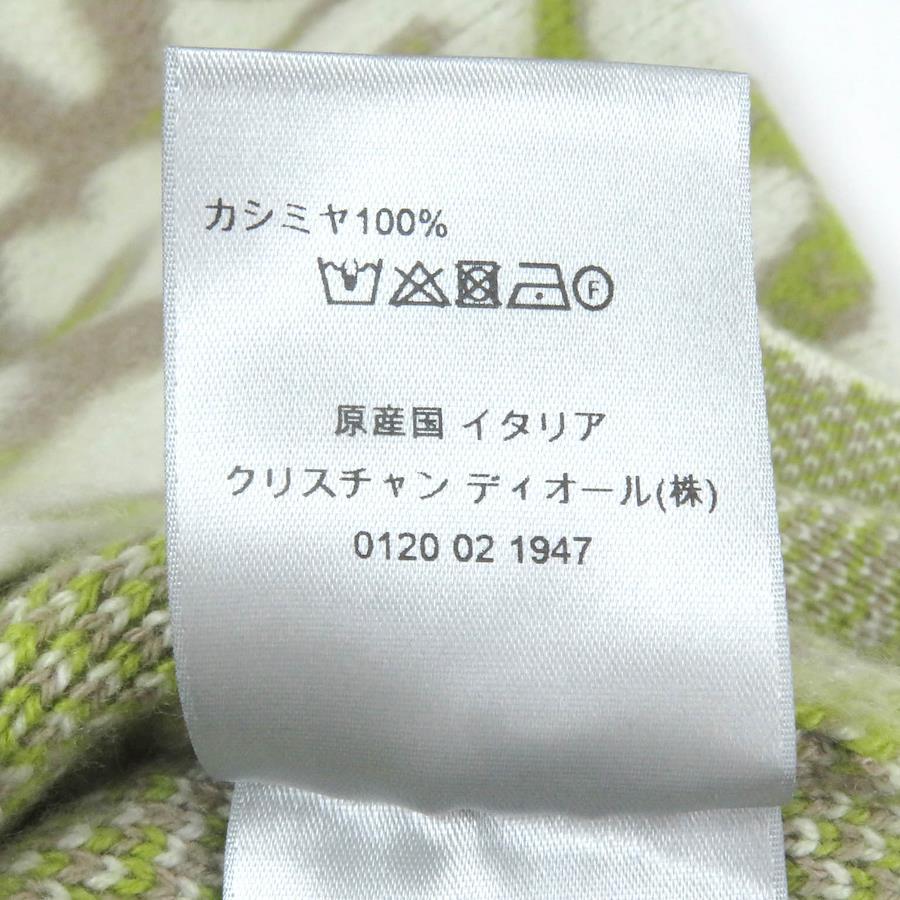 カシミヤ100%
F
原産国 イタリア
クリスチャン ディオール(株)
0120 02 1947